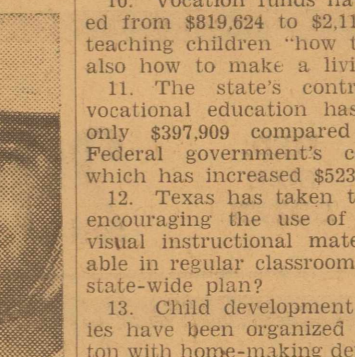 10. Vocation funds ha
ed from $819,624 to $2,11
teaching children "how t
also how to make a livi
11. The state's contr
vocational education has
only $397,909 compared
Federal government's c
which has increased $523
12. Texas has taken t
encouraging the use of
visual instructional mate
able in regular classroom
state-wide plan?
13. Child development
ies have been organized
ton with home-making de